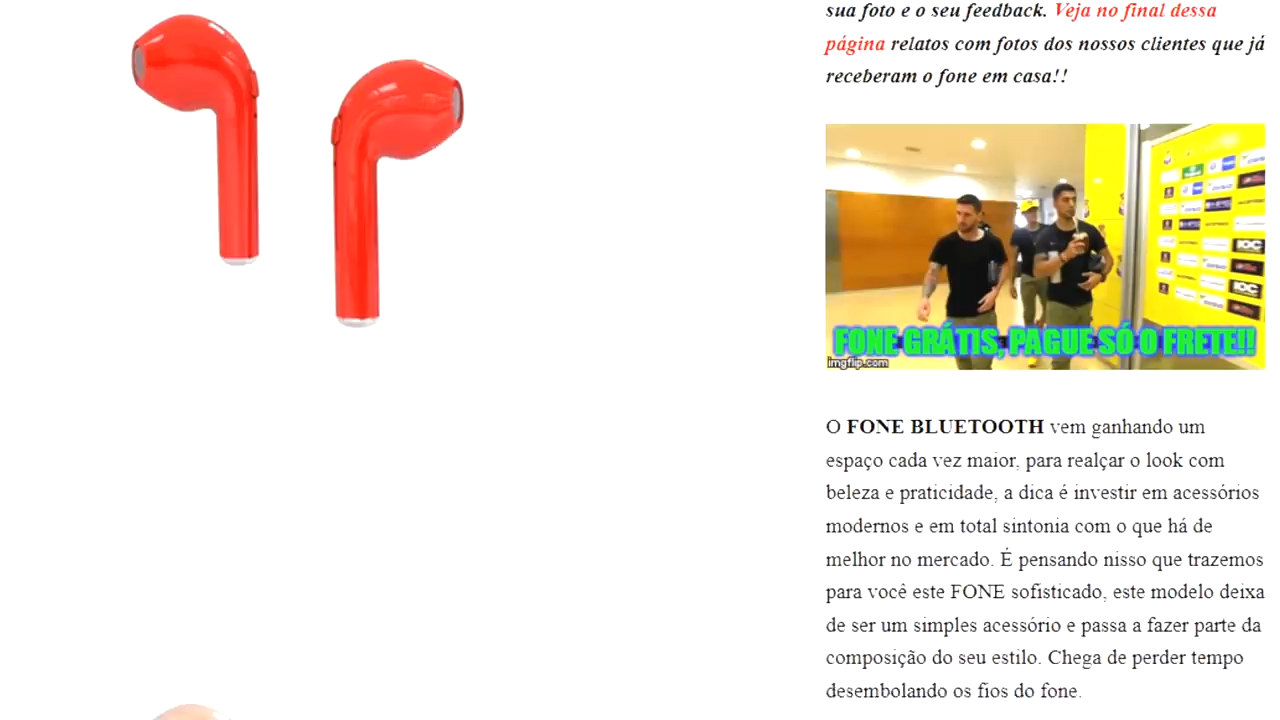 sua foto e o seu feedback. Veja no final dessa
página relatos com fotos dos nossos clientes que já
receberam o fone em casa!!
FONE GRÁTIS, PAGUE SÓ O FRETE!!
imgflip.com
IOC
IOC
O FONE BLUETOOTH vem ganhando um
espaço cada vez maior, para realçar o look com
beleza e praticidade, a dica é investir em acessórios
modernos e em total sintonia com o que há de
melhor no mercado. É pensando nisso que trazemos
para você este FONE sofisticado, este modelo deixa
de ser um simples acessório e passa a fazer parte da
composição do seu estilo. Chega de perder tempo
desembolando os fios do fone.